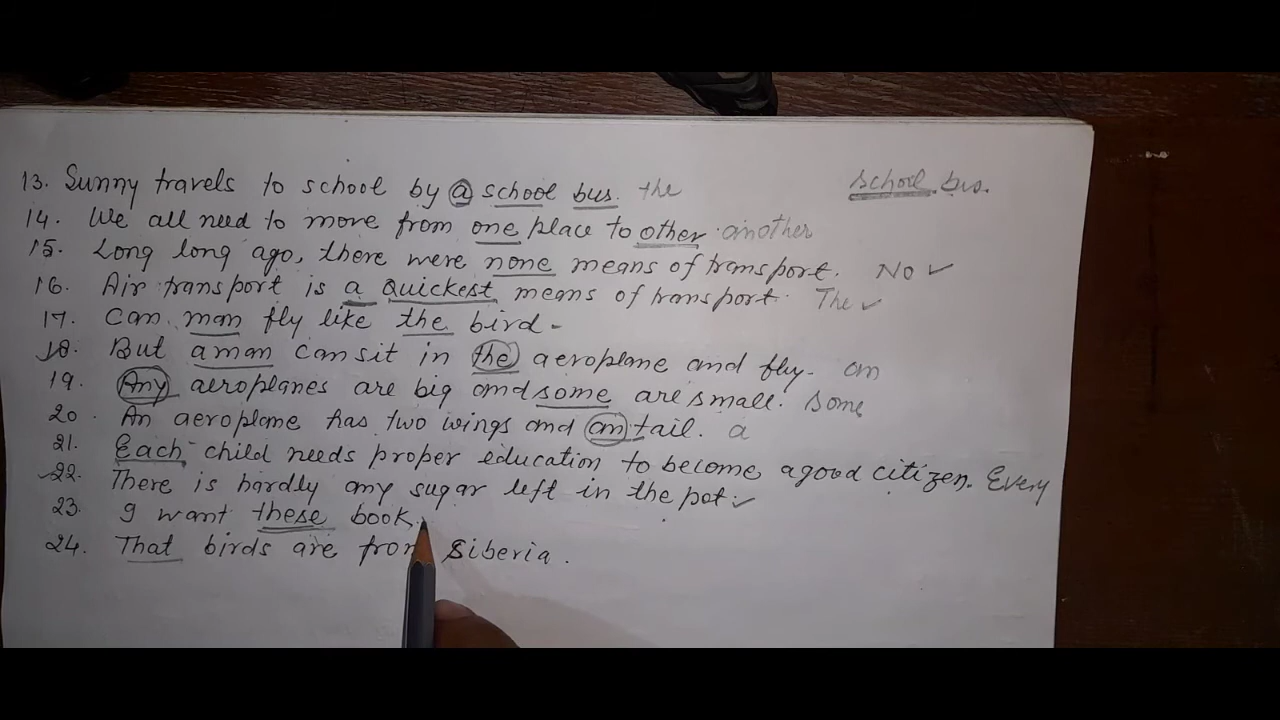 13. Sunny travels to school by a school bus. the school bus.
14. We all need to move from one place to other. another
15. Long long ago, there were none means of transport. No ✓
16. Air transport is a quickest means of transport. The ✓
17. Can man fly like the bird.
18. But a man can sit in the aeroplane and fly. an
19. Any aeroplanes are big and some are small. Some
20. An aeroplane has two wings and an tail. a
21. Each child needs proper education to become a good citizen. Every
22. There is hardly any sugar left in the pot. ✓
23. I want these book.
24. That birds are from Siberia.